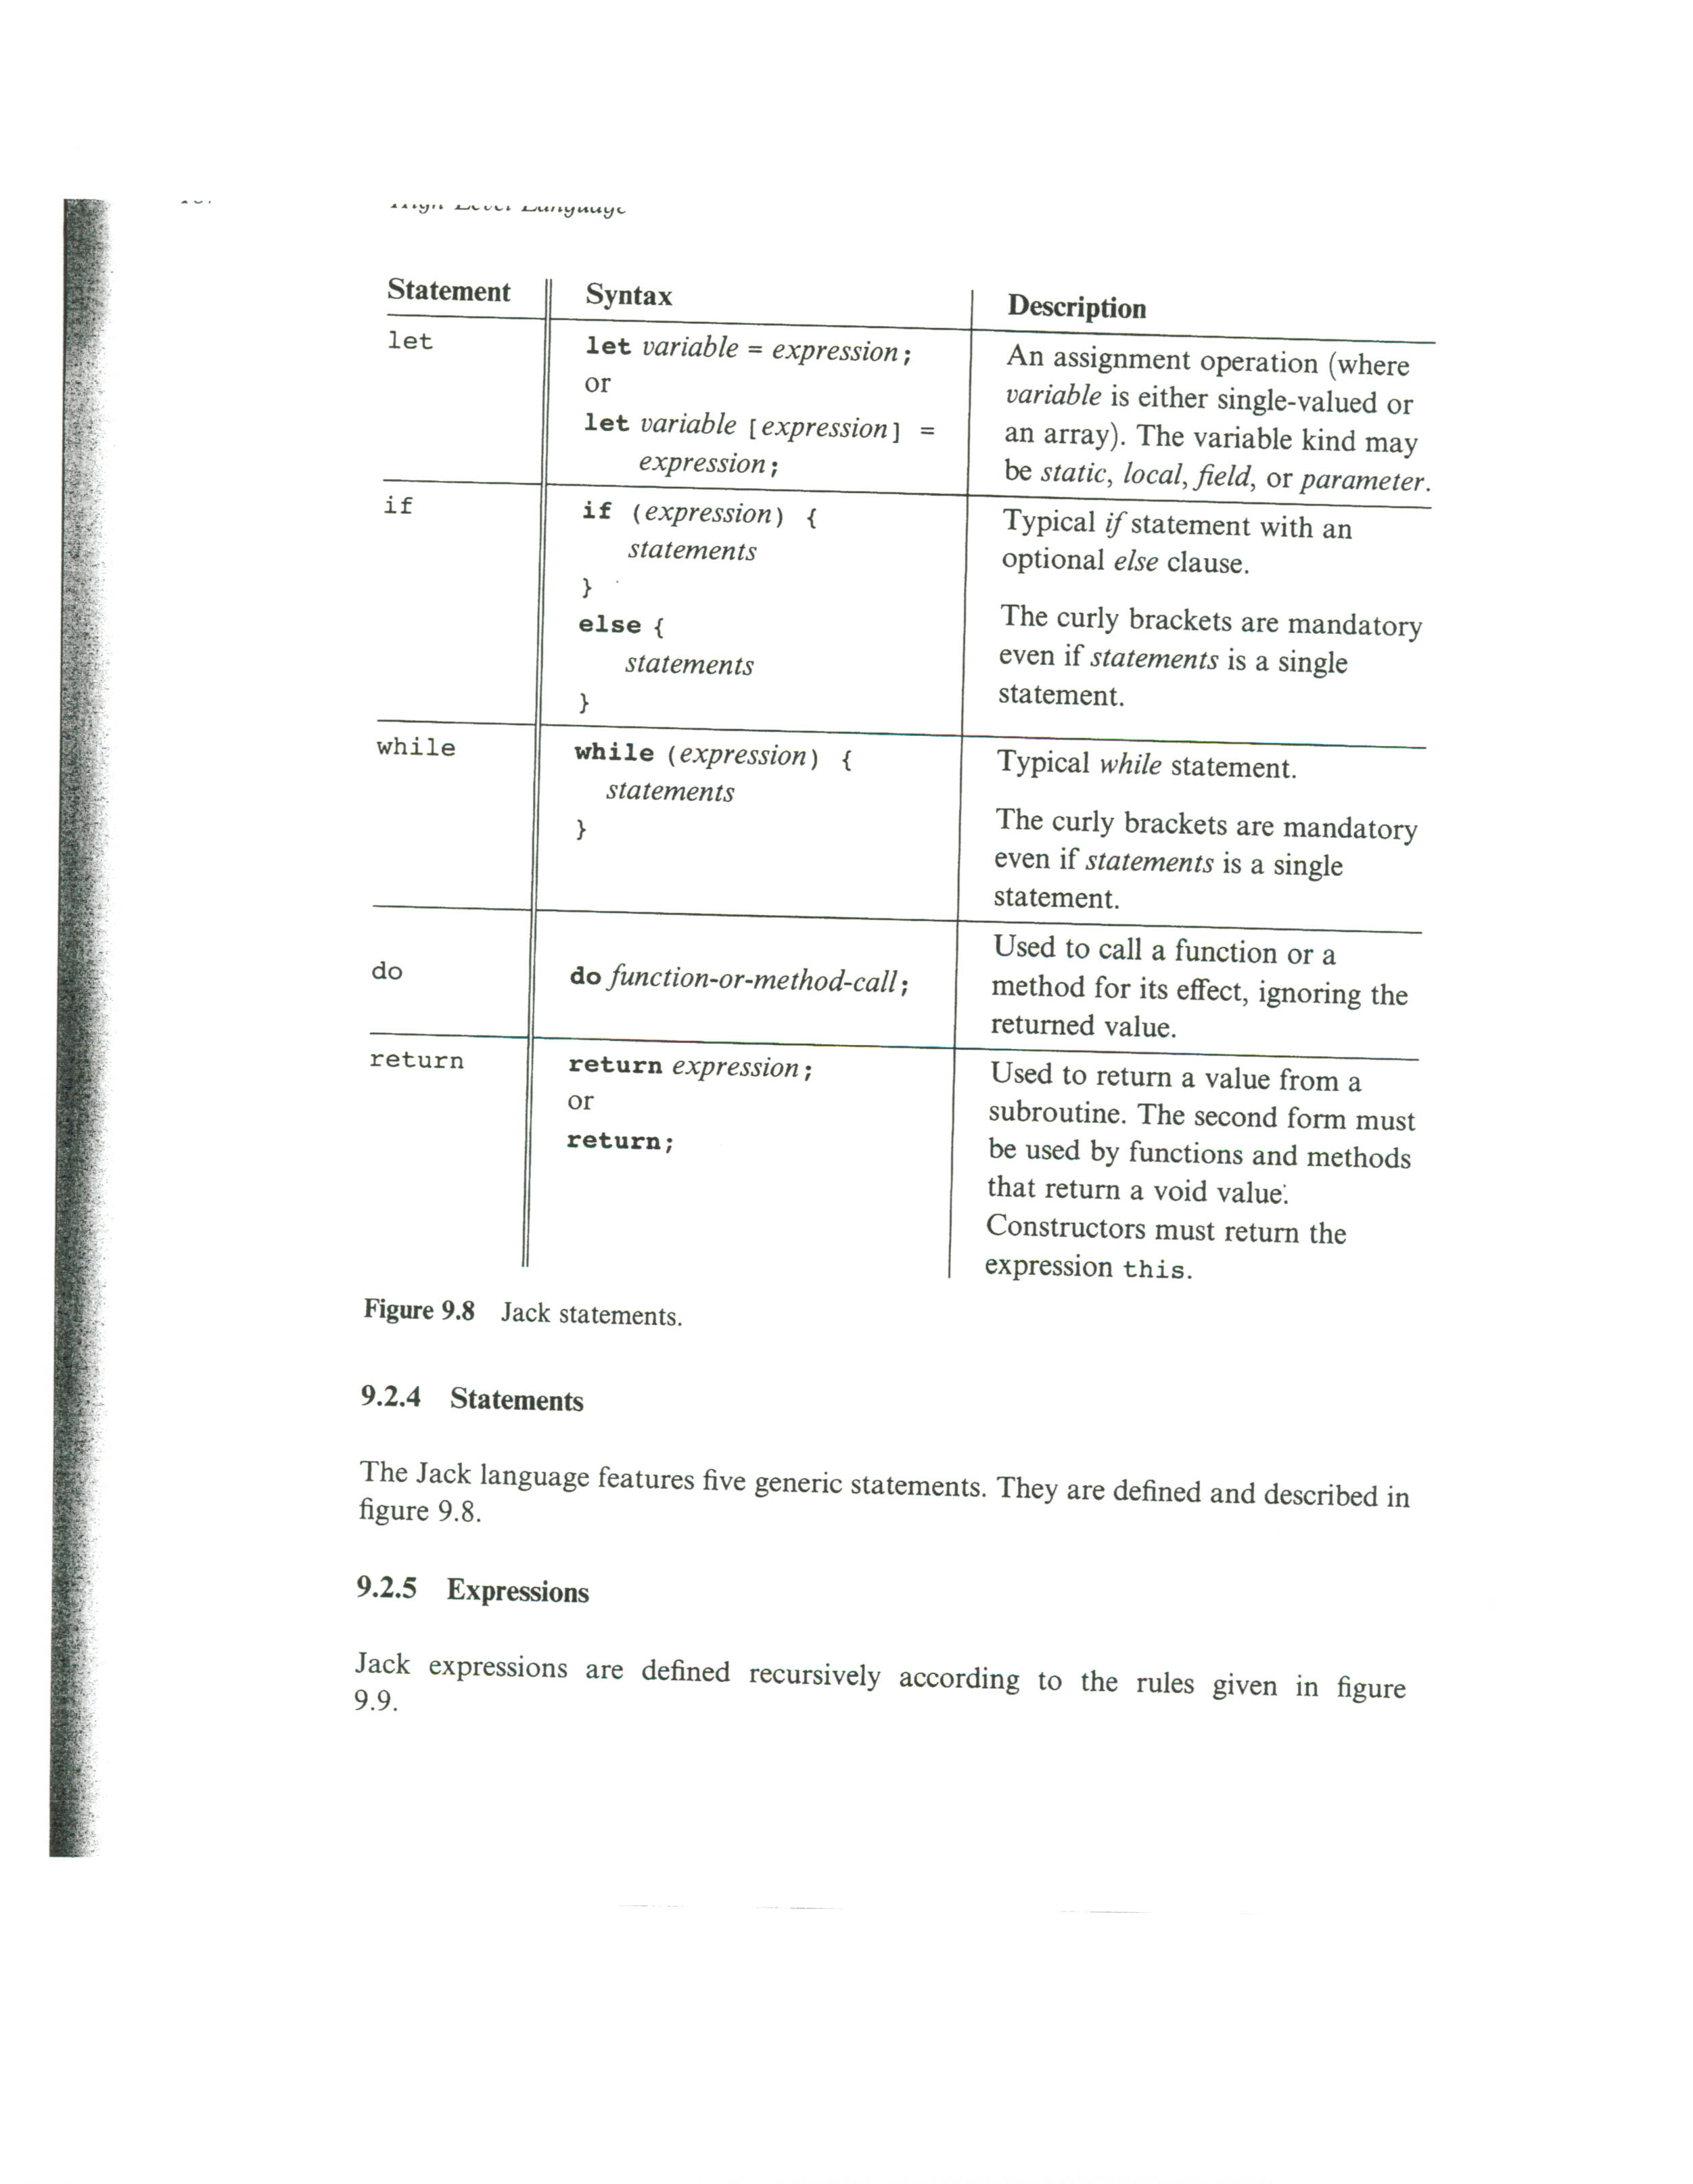 High Level Language
Statement Syntax Description
let
let variable = expression;
or
let variable [expression] =
expression;
An assignment operation (where
variable is either single-valued or
an array). The variable kind may
be static, local, field, or parameter.
if
if (expression) {
statements
}
else {
statements
}
Typical if statement with an
optional else clause.
The curly brackets are mandatory
even if statements is a single
statement.
while
while (expression) {
statements
}
Typical while statement.
The curly brackets are mandatory
even if statements is a single
statement.
do
do function-or-method-call;
Used to call a function or a
method for its effect, ignoring the
returned value.
return
return expression;
or
return;
Used to return a value from a
subroutine. The second form must
be used by functions and methods
that return a void value.
Constructors must return the
expression this.
Figure 9.8 Jack statements.
9.2.4 Statements
The Jack language features five generic statements. They are defined and described in
figure 9.8.
9.2.5 Expressions
Jack expressions are defined recursively according to the rules given in figure
9.9.